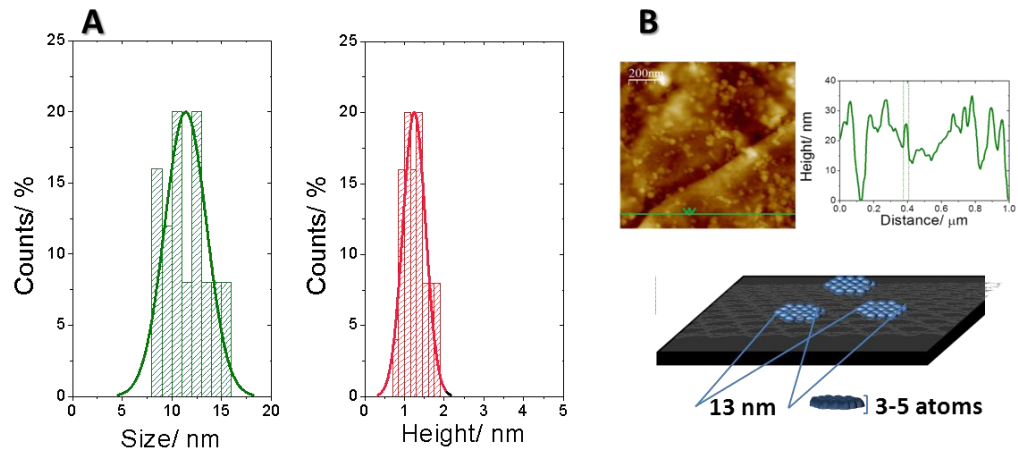 A
25
20
15
10
5
0
Counts/ %
0 5 10 15 20
Size/ nm
25
20
15
10
5
0
Counts/ %
0 1 2 3 4 5
Height/ nm
B
200nm
40
30
20
10
0
Height/ nm
0.0 0.2 0.4 0.6 0.8 1.0
Distance/ μm
13 nm
3-5 atoms